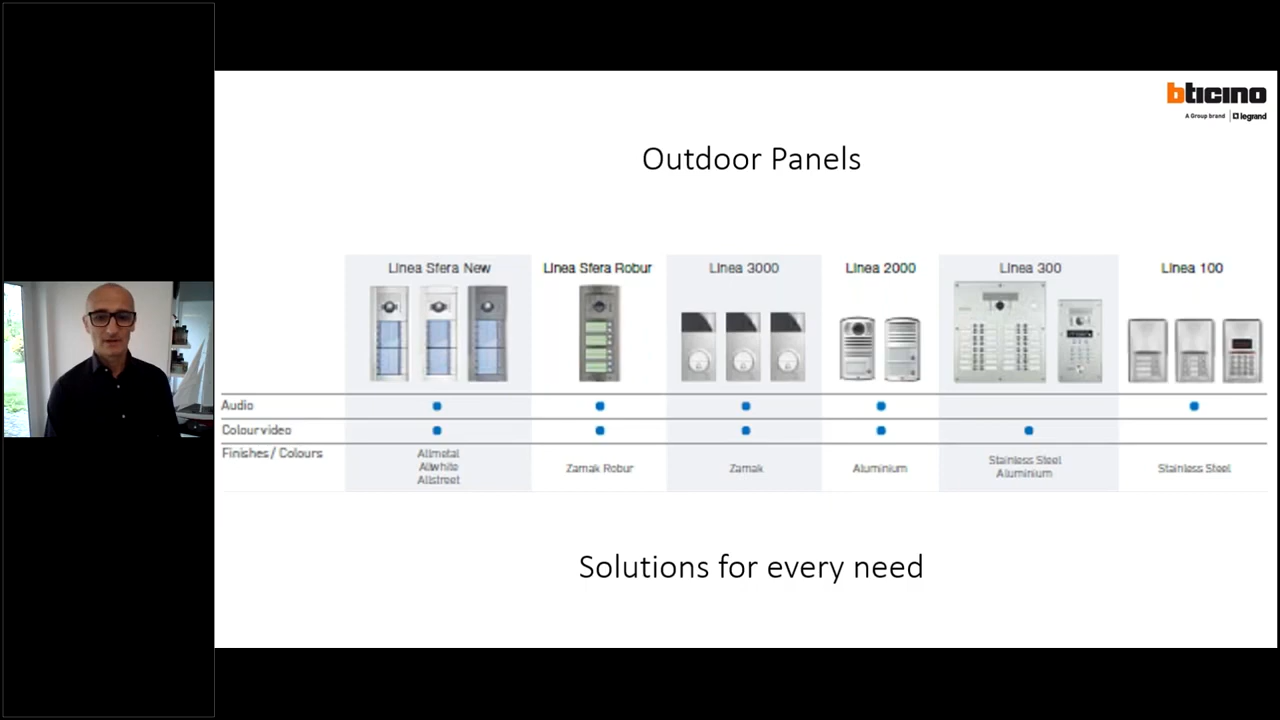 bticino
A Group brand legrand
Outdoor Panels
Linea Sfera New Linea Sfera Robur Linea 3000 Linea 2000 Linea 300 Linea 100
Audio
Colour video
Finishes / Colours
Allmetal
Allwhite
Allstreet
Zamak Robur
Zamak
Aluminium
Stainless Steel
Aluminium
Stainless Steel
Solutions for every need